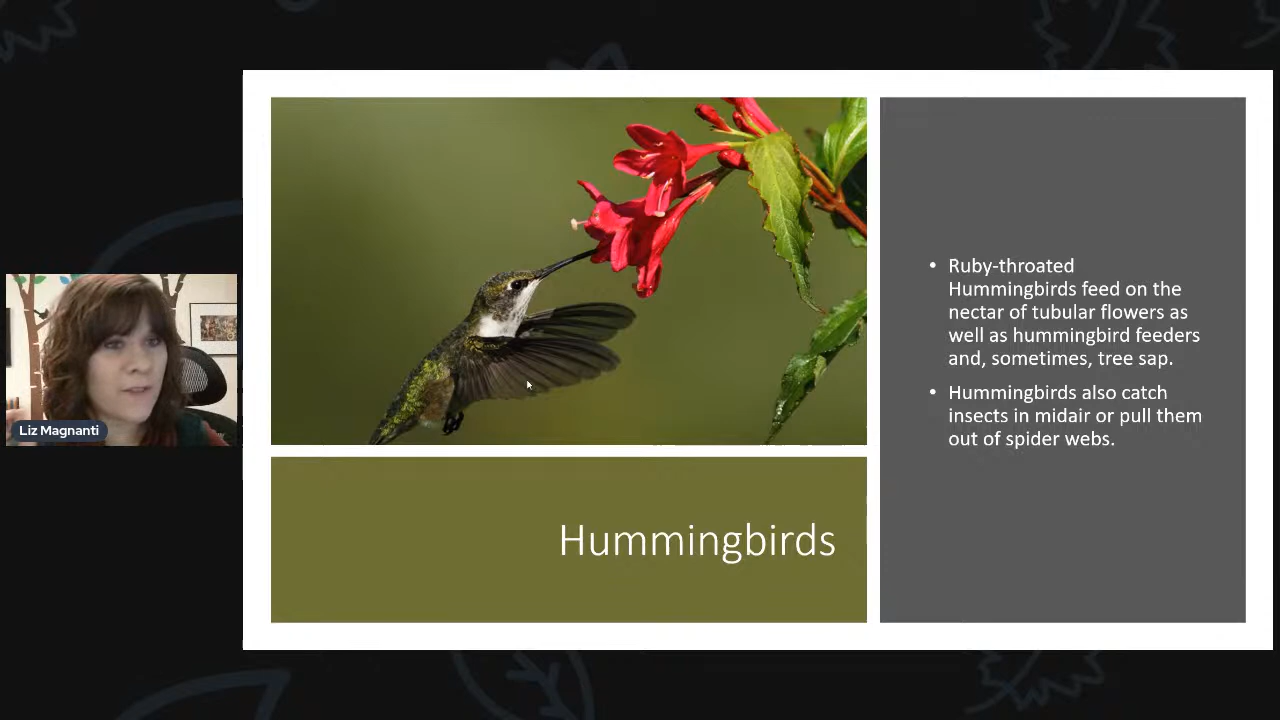 Ruby-throated
Hummingbirds feed on the
nectar of tubular flowers as
well as hummingbird feeders
and, sometimes, tree sap.
Hummingbirds also catch
insects in midair or pull them
out of spider webs.
Liz Magnanti
Hummingbirds